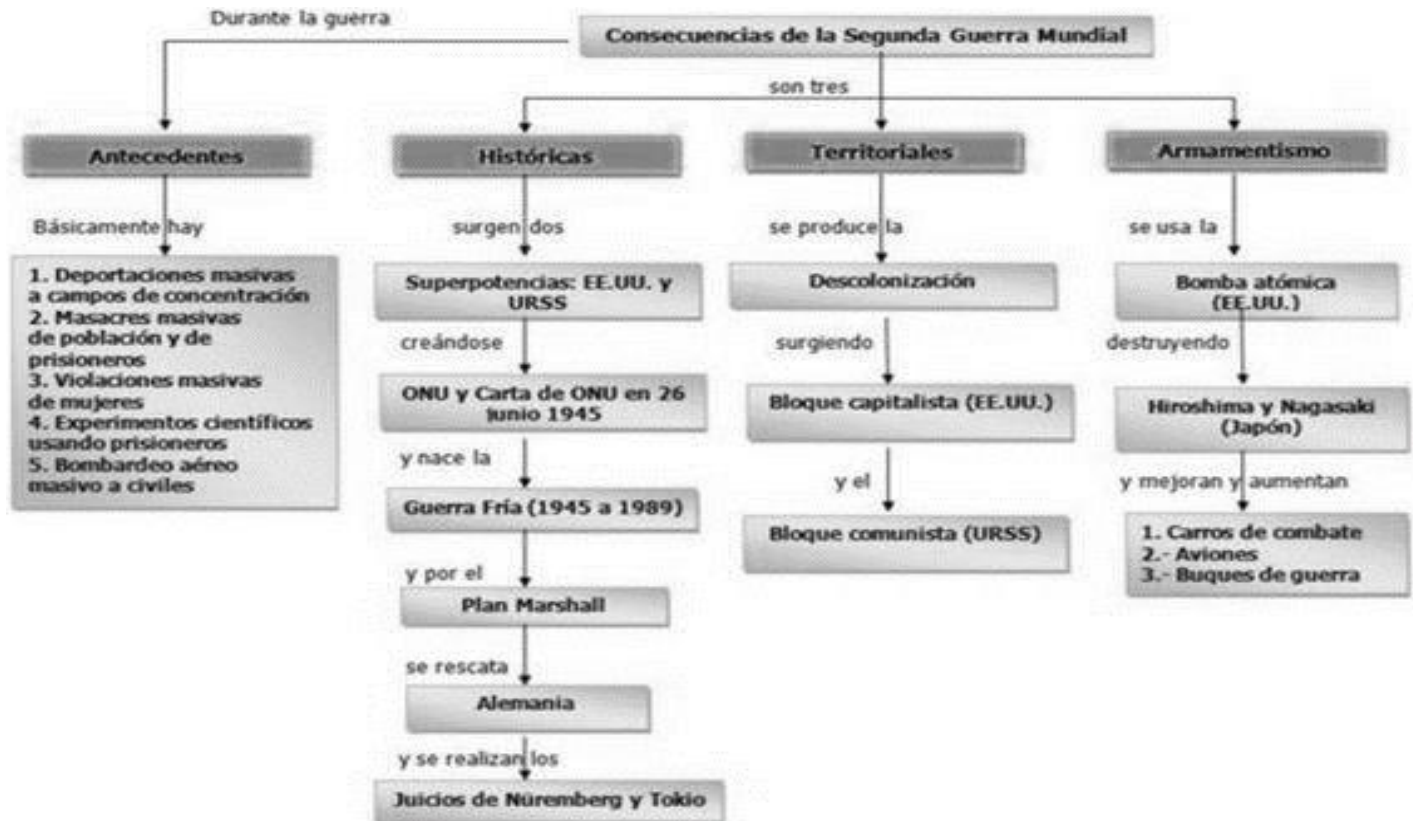 Durante la guerra
Consecuencias de la Segunda Guerra Mundial
son tres
Antecedentes
Básicamente hay
1. Deportaciones masivas
a campos de concentración
2. Masacres masivas
de población y de
prisioneros
3. Violaciones masivas
de mujeres
4. Experimentos científicos
usando prisioneros
5. Bombardeo aéreo
masivo a civiles
Históricas
surgen dos
Superpotencias: EE.UU. y
URSS
creándose
ONU y Carta de ONU en 26
junio 1945
y nace la
Guerra Fría (1945 a 1989)
y por el
Plan Marshall
se rescata
Alemania
y se realizan los
Juicios de Nüremberg y Tokio
Territoriales
se produce la
Descolonización
surgiendo
Bloque capitalista (EE.UU.)
y el
Bloque comunista (URSS)
Armamentismo
se usa la
Bomba atómica
(EE.UU.)
destruyendo
Hiroshima y Nagasaki
(Japón)
y mejoran y aumentan
1. Carros de combate
2.- Aviones
3.- Buques de guerra